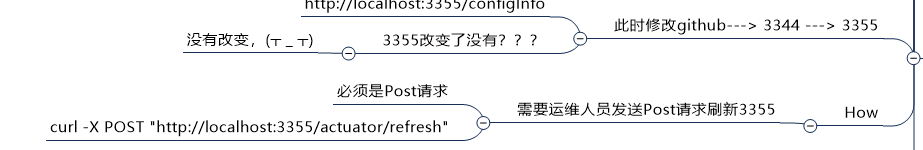 http://localhost:3355/configInfo
此时修改github---> 3344 ---> 3355
没有改变，(ㅜ_ㅜ)
3355改变了没有？？？
必须是Post请求
需要运维人员发送Post请求刷新3355
How
curl -X POST "http://localhost:3355/actuator/refresh"